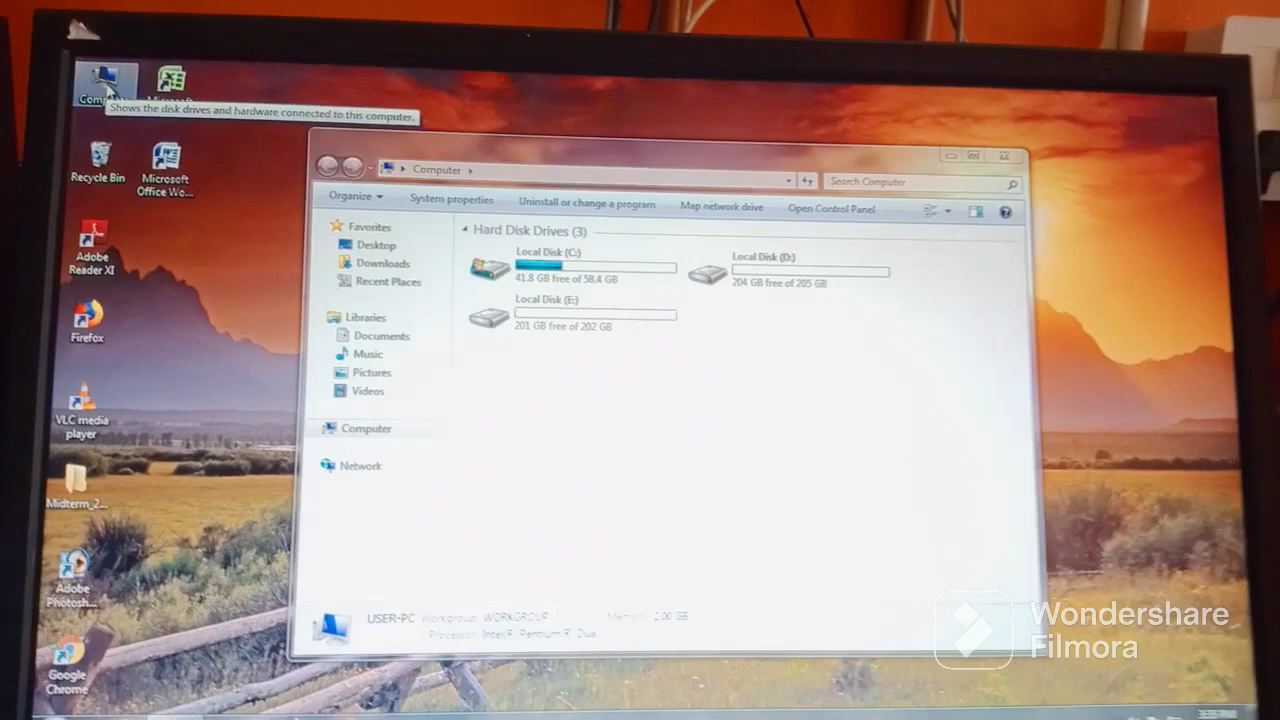 Shows the disk drives and hardware connected to this computer.
Recycle Bin
Microsoft
Office Wo...
Adobe
Reader XI
Firefox
VLC media
player
Midterm_2...
Adobe
Photosh...
Google
Chrome
Computer
Search Computer
Organize
System properties
Uninstall or change a program
Map network drive
Open Control Panel
Favorites
Desktop
Downloads
Recent Places
Libraries
Documents
Music
Pictures
Videos
Computer
Network
Hard Disk Drives (3)
Local Disk (C:)
41.8 GB free of 58.4 GB
Local Disk (D:)
204 GB free of 205 GB
Local Disk (E:)
201 GB free of 202 GB
USER-PC Workgroup: WORKGROUP
Memory: 2.00 GB
Processor:
Wondershare
Filmora